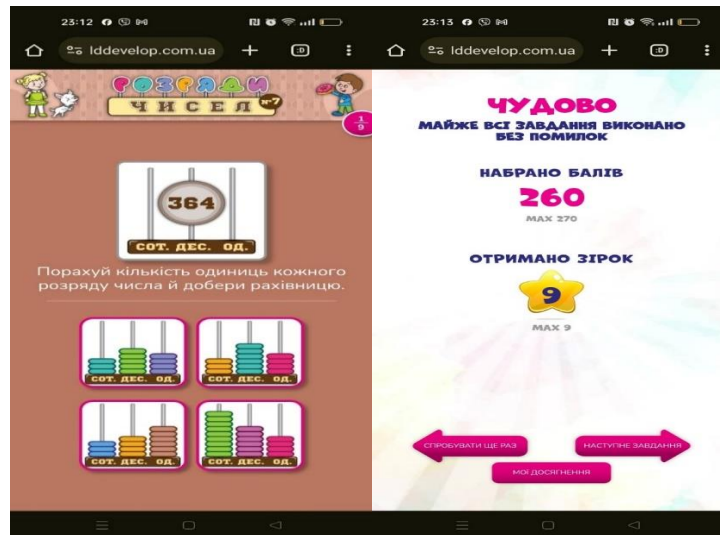 23:12
lddevelop.com.ua
РОЗРЯДИ
ЧИСЕЛ №7
1
9
364
СОТ. ДЕС. ОД.
Порахуй кількість одиниць кожного
розряду числа й добери рахівницю.
СОТ. ДЕС. ОД.
СОТ. ДЕС. ОД.
СОТ. ДЕС. ОД.
СОТ. ДЕС. ОД.
23:13
lddevelop.com.ua
ЧУДОВО
МАЙЖЕ ВСІ ЗАВДАННЯ ВИКОНАНО
БЕЗ ПОМИЛОК
НАБРАНО БАЛІВ
260
MAX 270
ОТРИМАНО ЗІРОК
9
MAX 9
СПРОБУВАТИ ЩЕ РАЗ
НАСТУПНЕ ЗАВДАННЯ
МОЇ ДОСЯГНЕННЯ